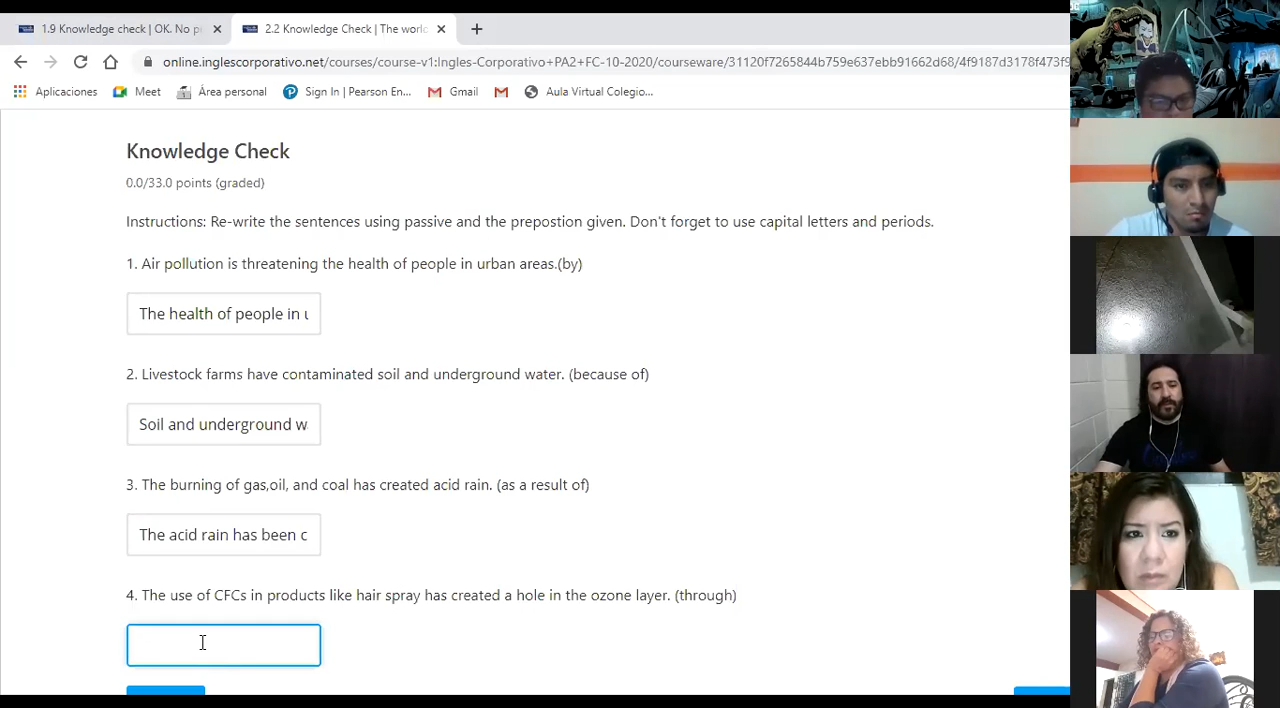 1.9 Knowledge check | OK. No p
2.2 Knowledge Check | The world
online.inglescorporativo.net/courses/course-v1:Ingles-Corporativo+PA2+FC-10-2020/courseware/31120f7265844b759e637ebb91662d68/4f9187d3178f473f9
Aplicaciones Meet Área personal Sign In | Pearson En... Gmail Aula Virtual Colegio...
Knowledge Check
0.0/33.0 points (graded)
Instructions: Re-write the sentences using passive and the prepostion given. Don't forget to use capital letters and periods.
1. Air pollution is threatening the health of people in urban areas.(by)
The health of people in u
2. Livestock farms have contaminated soil and underground water. (because of)
Soil and underground w
3. The burning of gas,oil, and coal has created acid rain. (as a result of)
The acid rain has been c
4. The use of CFCs in products like hair spray has created a hole in the ozone layer. (through)